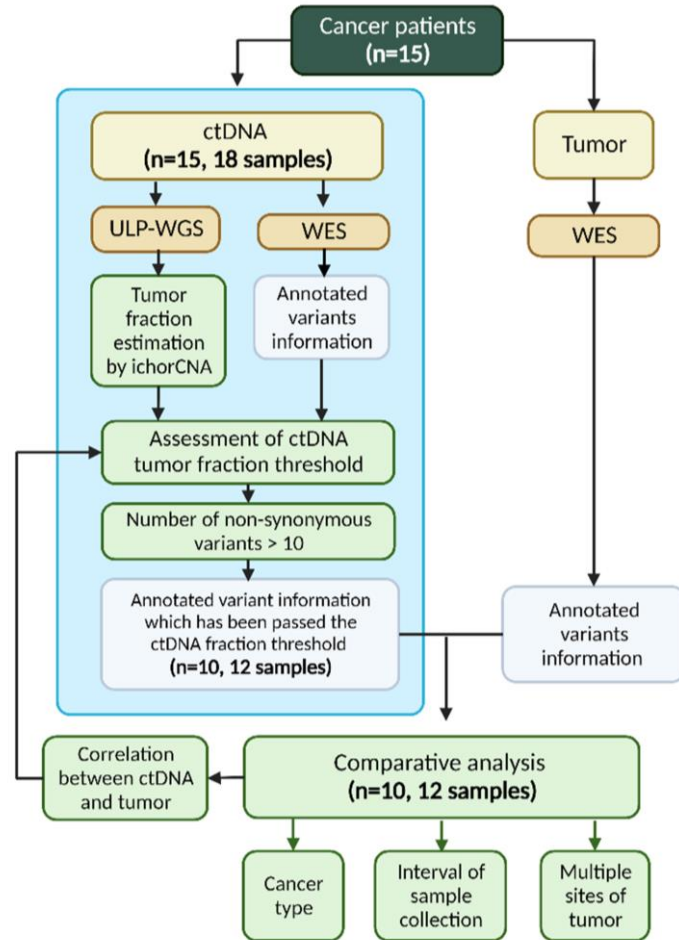 Cancer patients
(n=15)
ctDNA
(n=15, 18 samples)
Tumor
ULP-WGS
WES
WES
Tumor
fraction
estimation
by ichorCNA
Annotated
variants
information
Assessment of ctDNA
tumor fraction threshold
Number of non-synonymous
variants > 10
Annotated variant information
which has been passed the
ctDNA fraction threshold
(n=10, 12 samples)
Annotated
variants
information
Correlation
between ctDNA
and tumor
Comparative analysis
(n=10, 12 samples)
Cancer
type
Interval of
sample
collection
Multiple
sites of
tumor